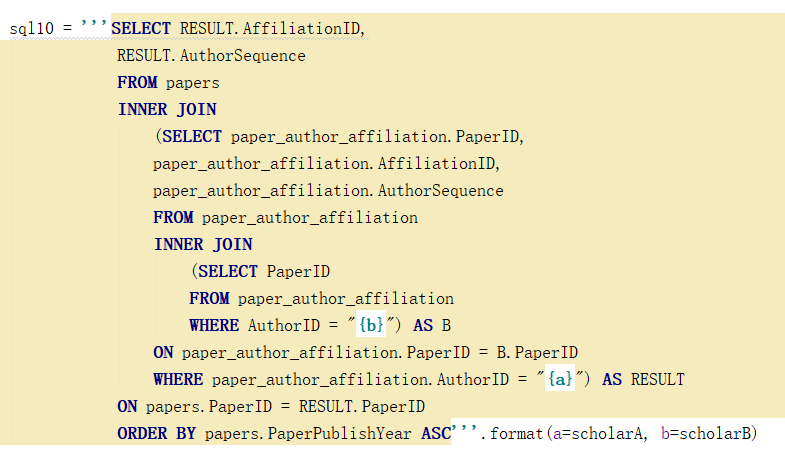 sql10 = '''SELECT RESULT.AffiliationID,
RESULT.AuthorSequence
FROM papers
INNER JOIN
(SELECT paper_author_affiliation.PaperID,
paper_author_affiliation.AffiliationID,
paper_author_affiliation.AuthorSequence
FROM paper_author_affiliation
INNER JOIN
(SELECT PaperID
FROM paper_author_affiliation
WHERE AuthorID = "{b}") AS B
ON paper_author_affiliation.PaperID = B.PaperID
WHERE paper_author_affiliation.AuthorID = "{a}") AS RESULT
ON papers.PaperID = RESULT.PaperID
ORDER BY papers.PaperPublishYear ASC'''.format(a=scholarA, b=scholarB)